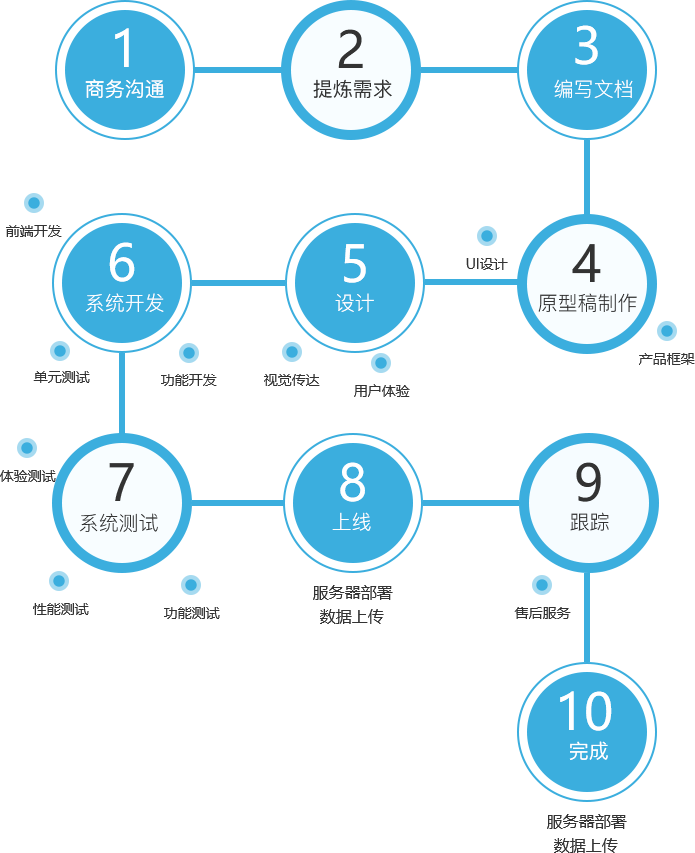 1
商务沟通
2
提炼需求
3
编写文档
4
原型稿制作
UI设计
产品框架
5
设计
视觉传达
用户体验
6
系统开发
前端开发
单元测试
功能开发
7
系统测试
体验测试
性能测试
功能测试
8
上线
服务器部署
数据上传
9
跟踪
售后服务
10
完成
服务器部署
数据上传